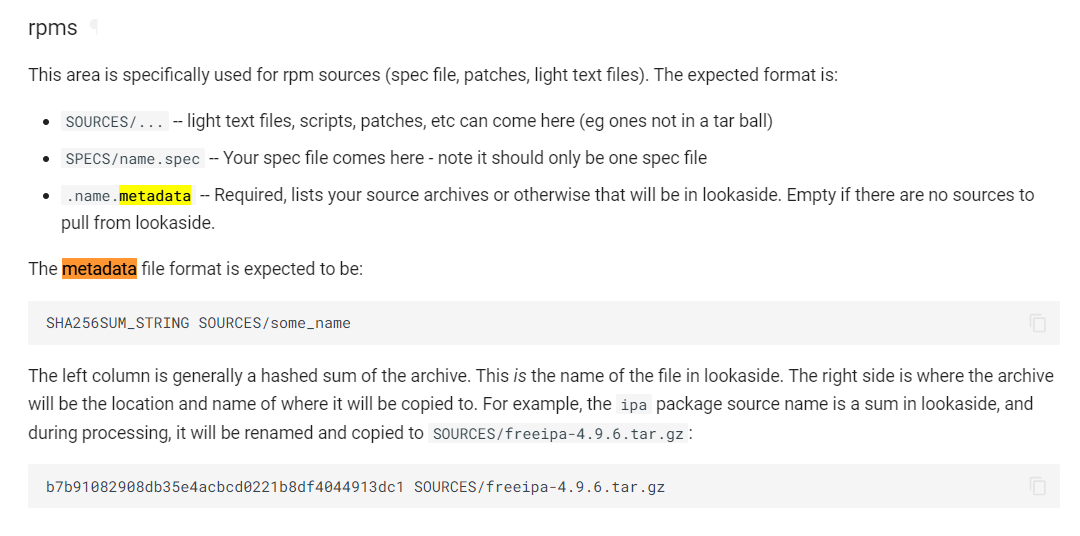 rpms ¶
This area is specifically used for rpm sources (spec file, patches, light text files). The expected format is:
• SOURCES/... -- light text files, scripts, patches, etc can come here (eg ones not in a tar ball)
• SPECS/name.spec -- Your spec file comes here - note it should only be one spec file
• .name.metadata -- Required, lists your source archives or otherwise that will be in lookaside. Empty if there are no sources to
pull from lookaside.
The metadata file format is expected to be:
SHA256SUM_STRING SOURCES/some_name
The left column is generally a hashed sum of the archive. This is the name of the file in lookaside. The right side is where the archive
will be the location and name of where it will be copied to. For example, the ipa package source name is a sum in lookaside, and
during processing, it will be renamed and copied to SOURCES/freeipa-4.9.6.tar.gz:
b7b91082908db35e4acbcd0221b8df4044913dc1 SOURCES/freeipa-4.9.6.tar.gz